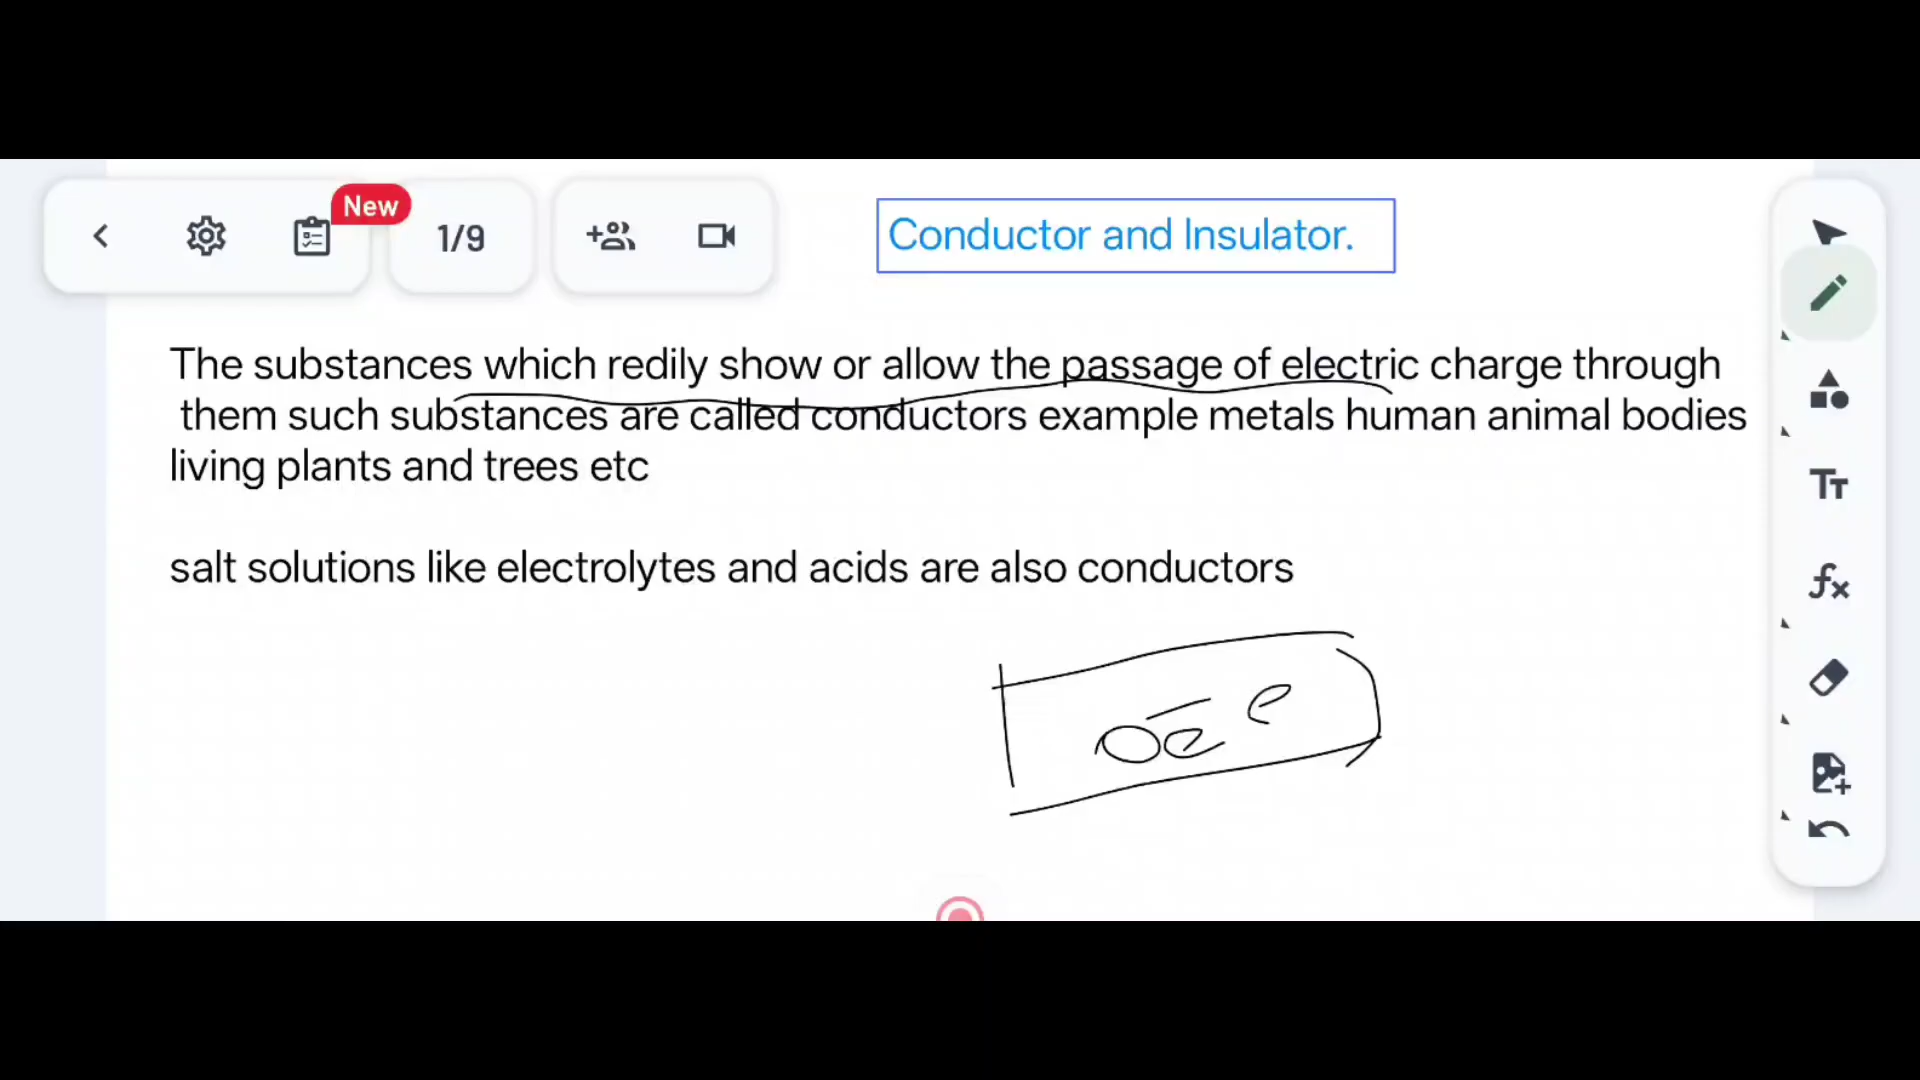 New
1/9
Conductor and Insulator.
The substances which redily show or allow the passage of electric charge through
them such substances are called conductors example metals human animal bodies
living plants and trees etc
salt solutions like electrolytes and acids are also conductors
e e